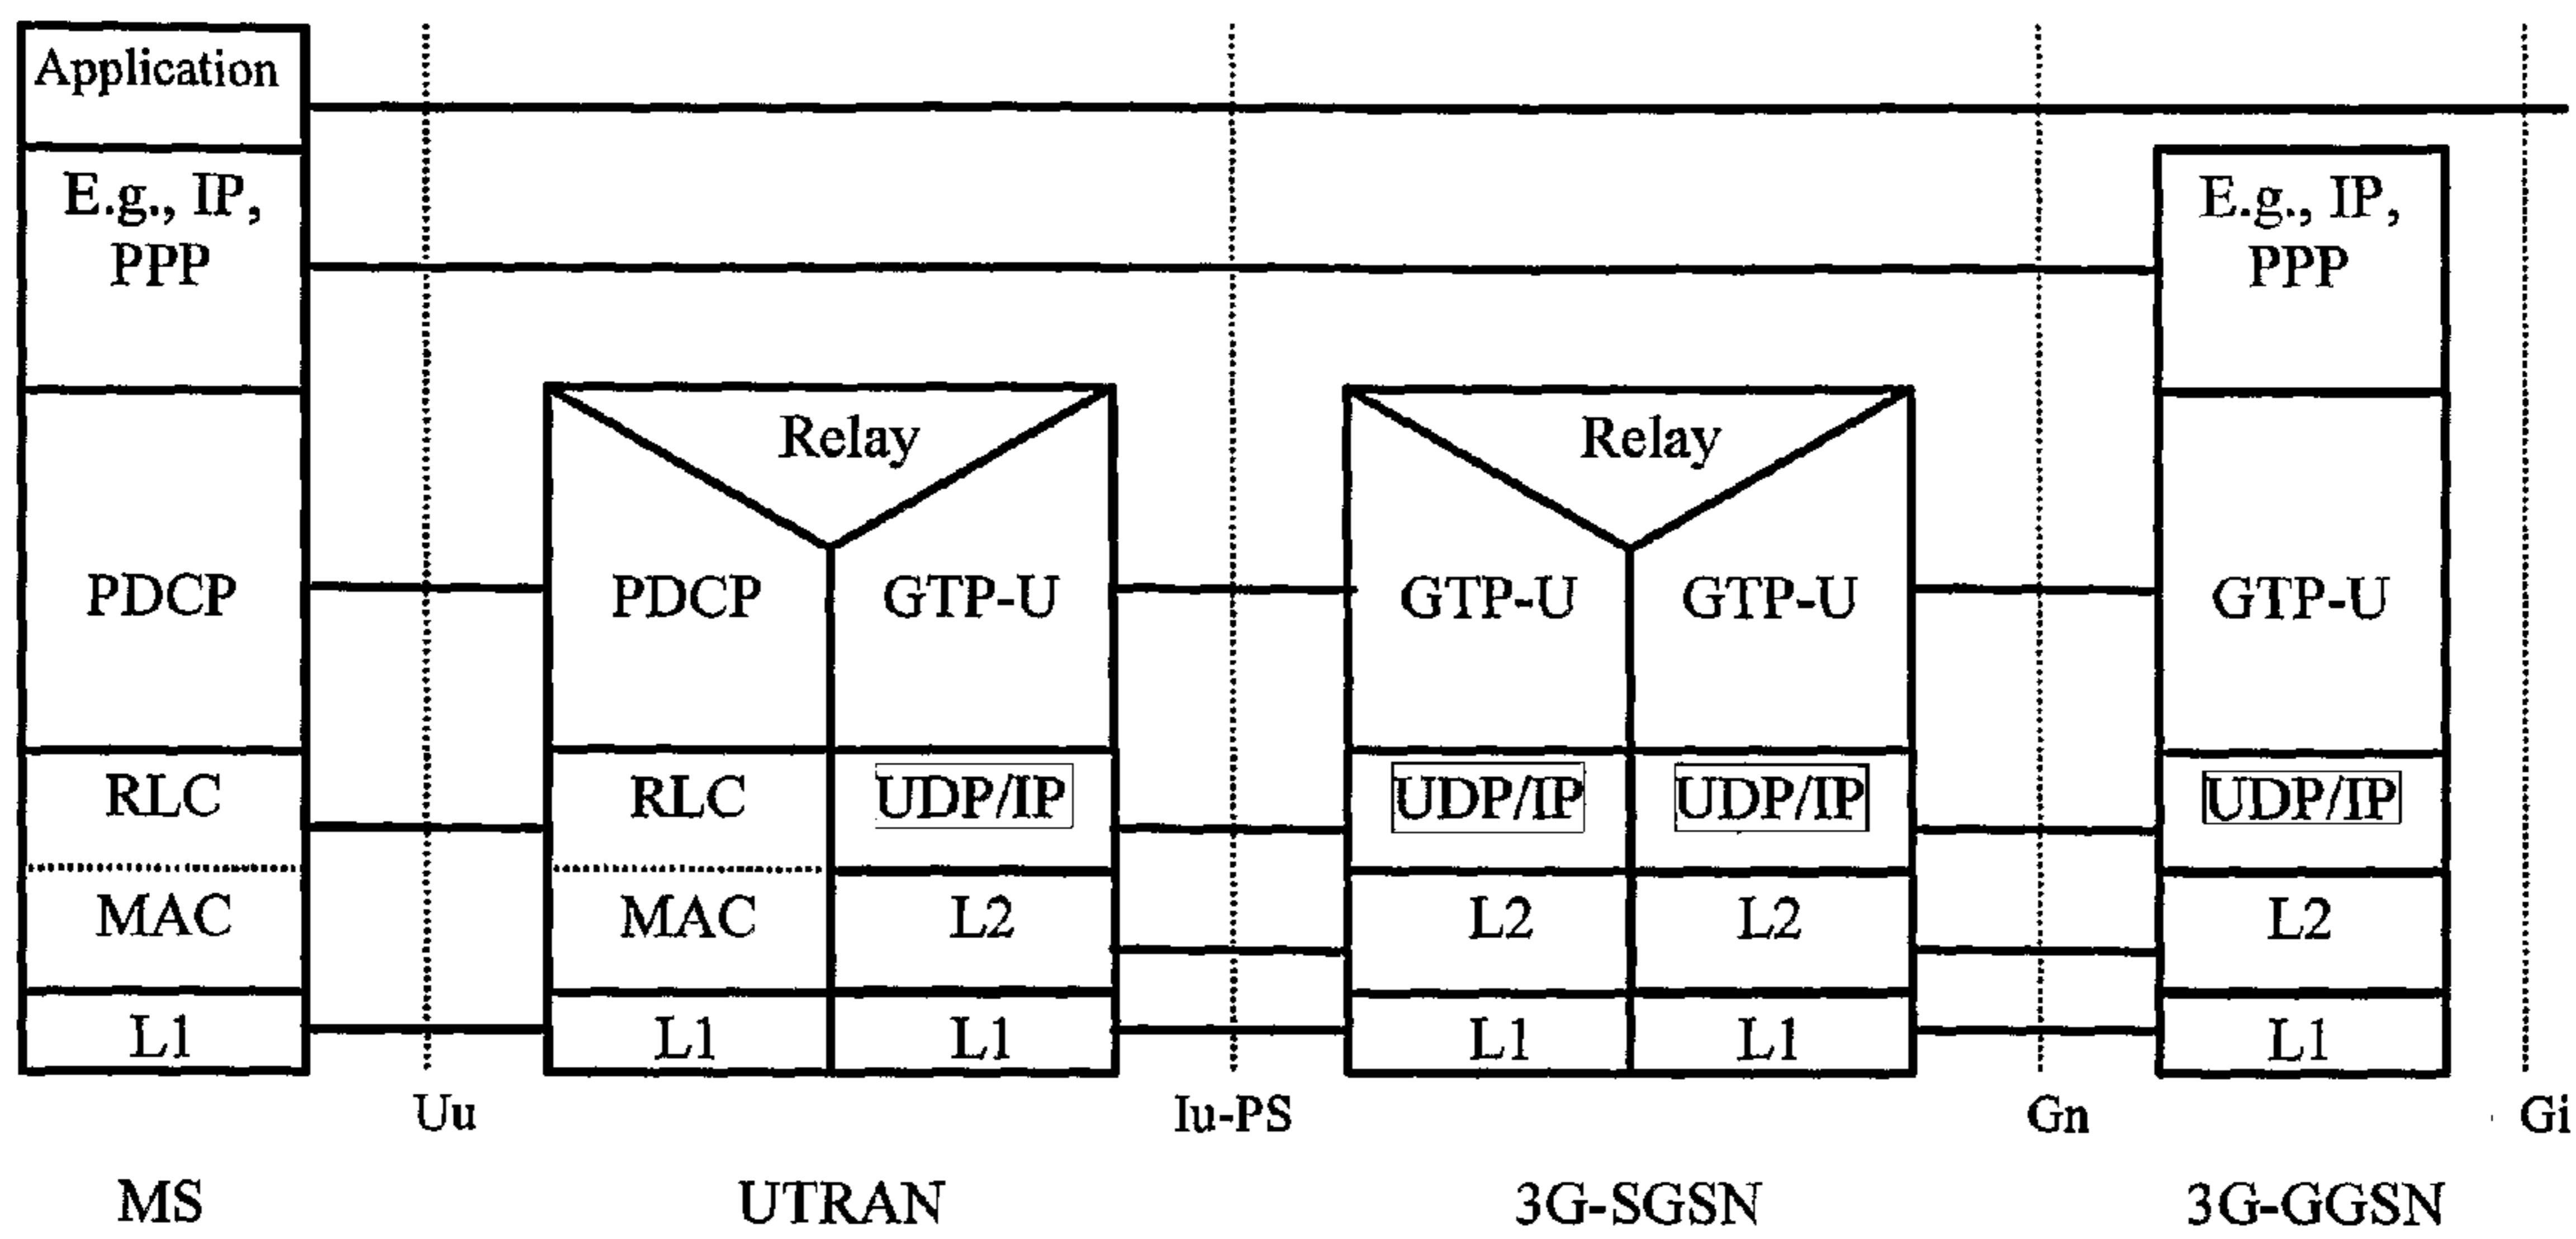 Application
E.g., IP,
PPP
E.g., IP,
PPP
Relay
Relay
PDCP
PDCP
GTP-U
GTP-U
GTP-U
GTP-U
RLC
RLC
UDP/IP
UDP/IP
UDP/IP
UDP/IP
MAC
MAC
L2
L2
L2
L2
L1
L1
L1
L1
L1
L1
Uu
Iu-PS
Gn
Gi
MS
UTRAN
3G-SGSN
3G-GGSN